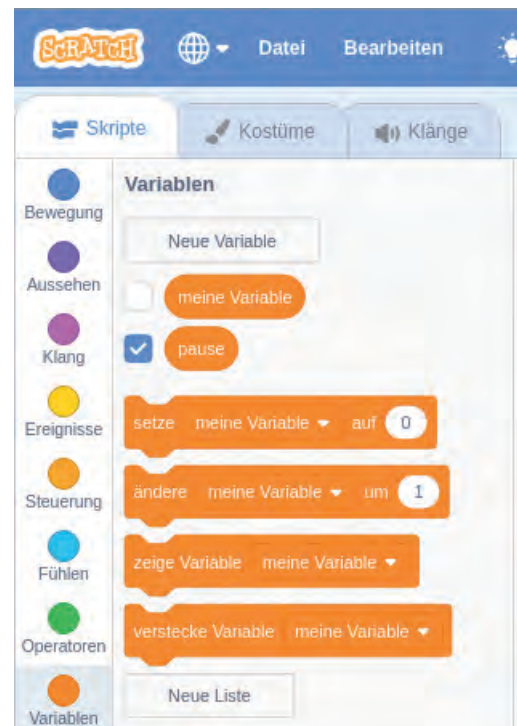 SCRATCH Datei Bearbeiten
Skripte Kostüme Klänge
Bewegung
Aussehen
Klang
Ereignisse
Steuerung
Fühlen
Operatoren
Variablen
Variablen
Neue Variable
meine Variable
pause
setze meine Variable auf 0
ändere meine Variable um 1
zeige Variable meine Variable
verstecke Variable meine Variable
Neue Liste